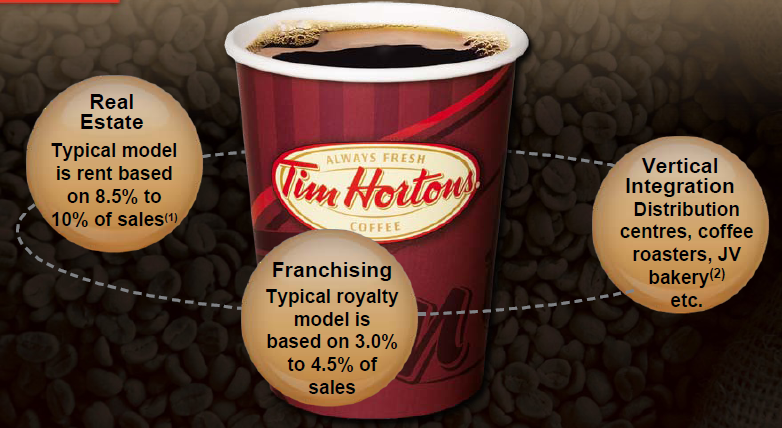 Real
Estate
Typical model
is rent based
on 8.5% to
10% of sales(1)
ALWAYS FRESH
Tim Hortons.
COFFEE
Franchising
Typical royalty
model is
based on 3.0%
to 4.5% of
sales
Vertical
Integration
Distribution
centres, coffee
roasters, JV
bakery(2)
etc.